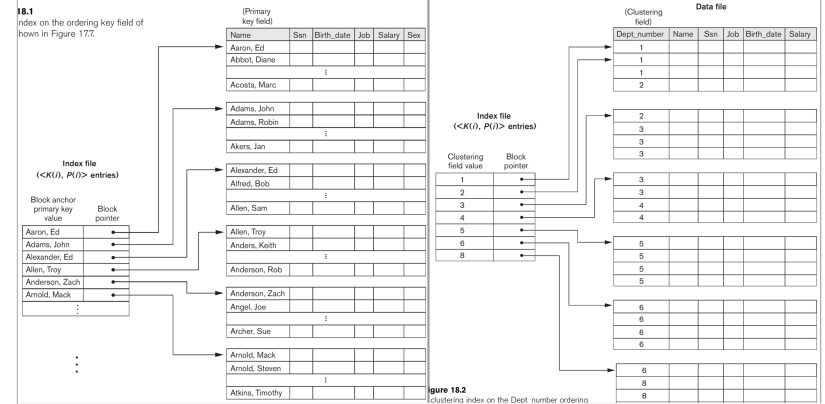 18.1
ndex on the ordering key field of
hown in Figure 17.7.
(Primary
key field)
Name Ssn Birth_date Job Salary Sex
Aaron, Ed
Abbot, Diane
⋮
Acosta, Marc
Adams, John
Adams, Robin
⋮
Akers, Jan
Alexander, Ed
Alfred, Bob
⋮
Allen, Sam
Allen, Troy
Anders, Keith
⋮
Anderson, Rob
Anderson, Zach
Angel, Joe
⋮
Archer, Sue
Arnold, Mack
Arnold, Steven
⋮
Atkins, Timothy
Index file
(<K(i), P(i)> entries)
Block anchor
primary key
value
Block
pointer
Aaron, Ed
Adams, John
Alexander, Ed
Allen, Troy
Anderson, Zach
Arnold, Mack
⋮
⋮
Data file
(Clustering
field)
Dept_number Name Ssn Job Birth_date Salary
1
1
1
2
2
3
3
3
3
3
4
4
5
5
5
5
6
6
6
6
6
8
8
Index file
(<K(i), P(i)> entries)
Clustering
field value
Block
pointer
1
2
3
4
5
6
8
igure 18.2
clustering index on the Dept_number ordering